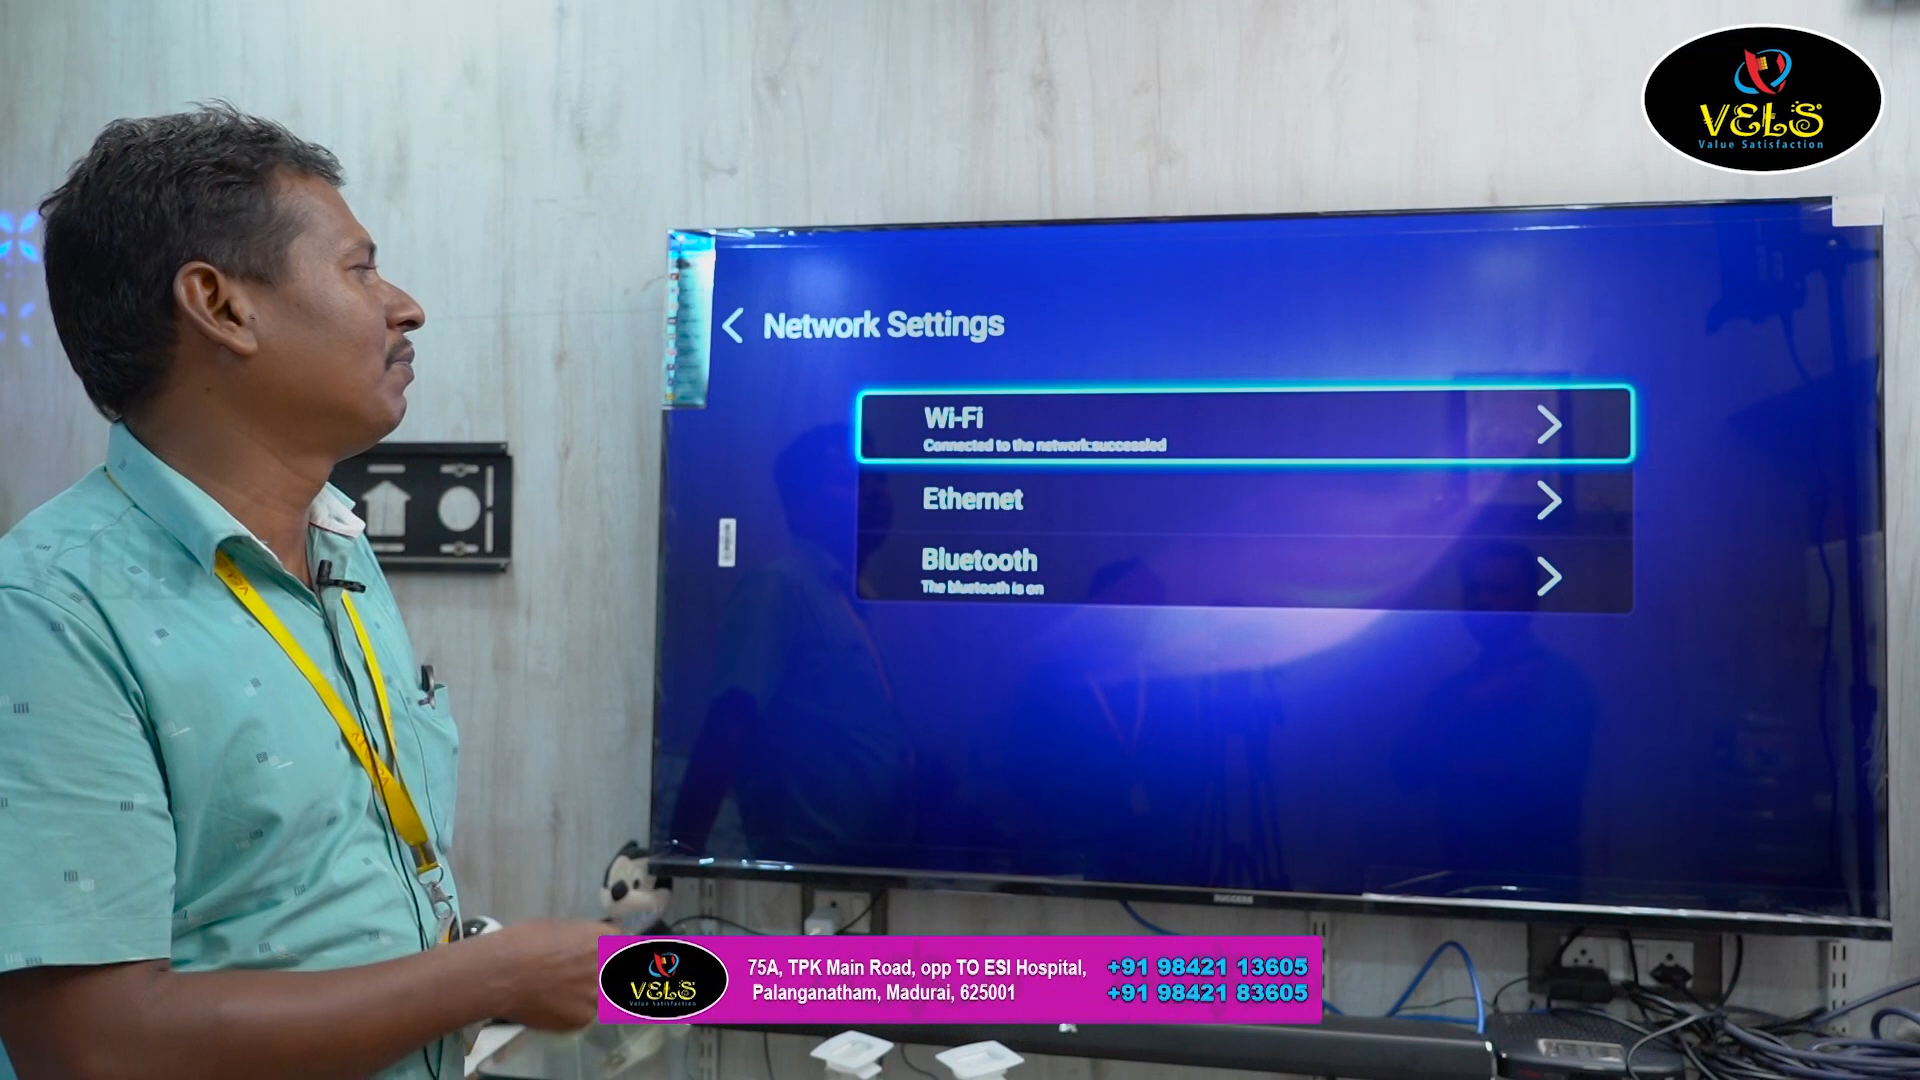 VELS
Value Satisfaction
Network Settings
Wi-Fi
Connected to the network:successled
Ethernet
Bluetooth
The bluetooth is on
VELS
Value Satisfaction
75A, TPK Main Road, opp TO ESI Hospital,
Palanganatham, Madurai, 625001
+91 98421 13605
+91 98421 83605